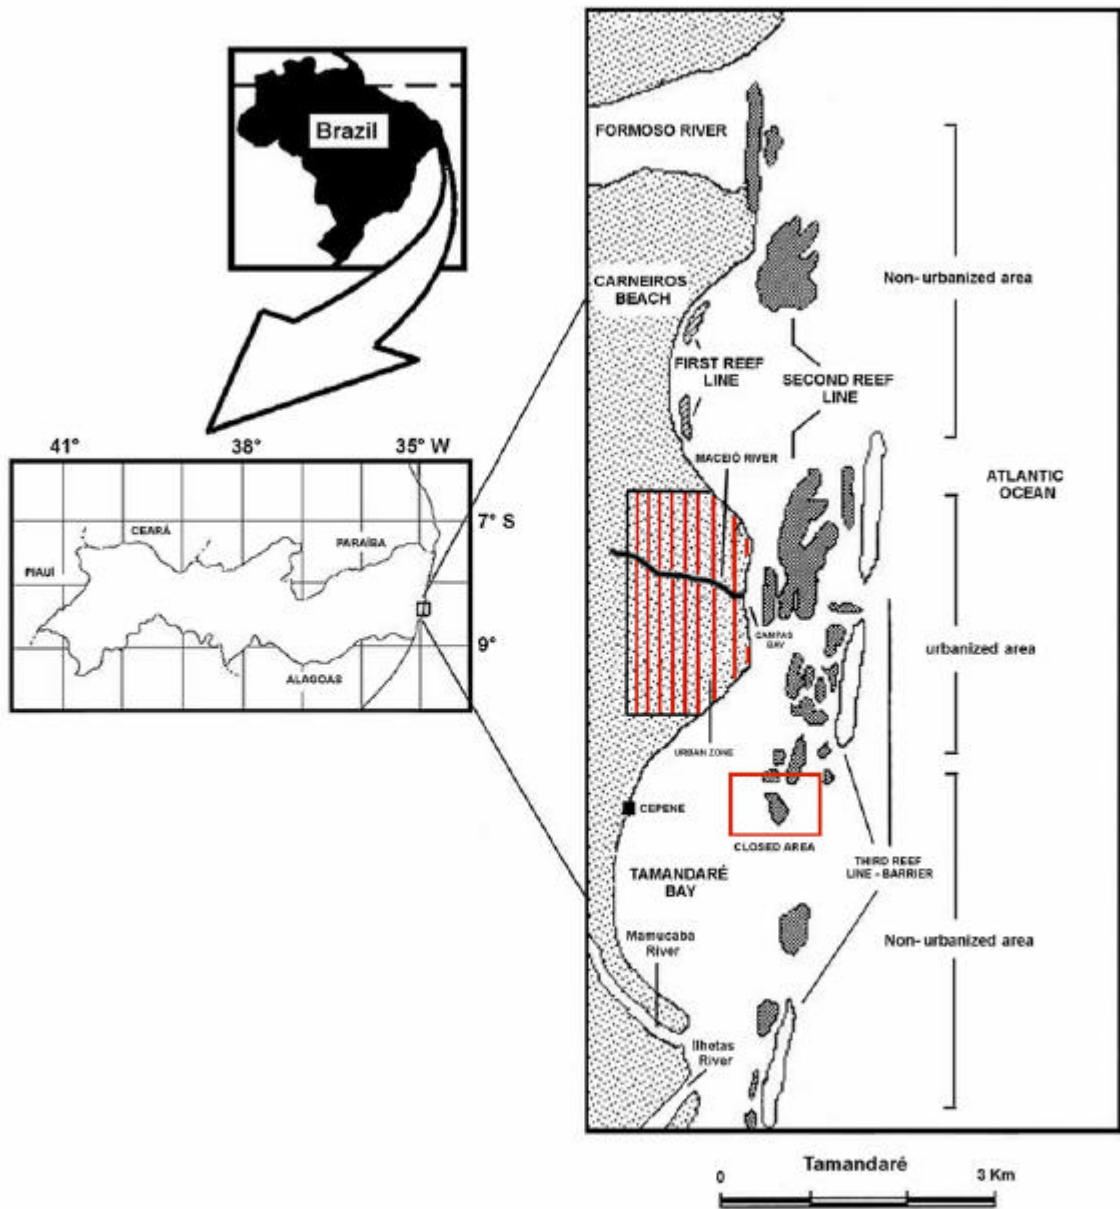 Brazil
41°
38°
35° W
7° S
9°
CEARÁ
PARAÍBA
PIAUÍ
ALAGOAS
FORMOSO RIVER
CARNEIROS
BEACH
FIRST REEF
LINE
SECOND REEF
LINE
Non-urbanized area
MACEIÓ RIVER
ATLANTIC
OCEAN
CAMPAS
BAY
urbanized area
URBAN ZONE
CEPENE
CLOSED AREA
THIRD REEF
LINE - BARRIER
TAMANDARÉ
BAY
Mamucaba
River
Non-urbanized area
Ilhetas
River
Tamandaré
0
3 Km